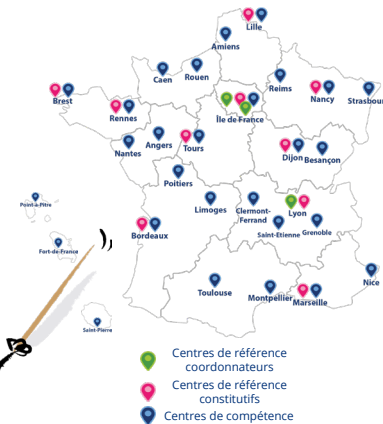 Lille
Amiens
Caen
Rouen
Reims
Brest
Rennes
Île de France
Nancy
Strasbour
Nantes
Angers
Tours
Dijon
Besançon
Poitiers
Point-à-Pitre
Limoges
Clermont-
Ferrand
Lyon
Saint-Etienne
Grenoble
Bordeaux
Fort-de-France
Toulouse
Montpellier
Marseille
Nice
Saint-Pierre
Centres de référence
coordonnateurs
Centres de référence
constitutifs
Centres de compétence